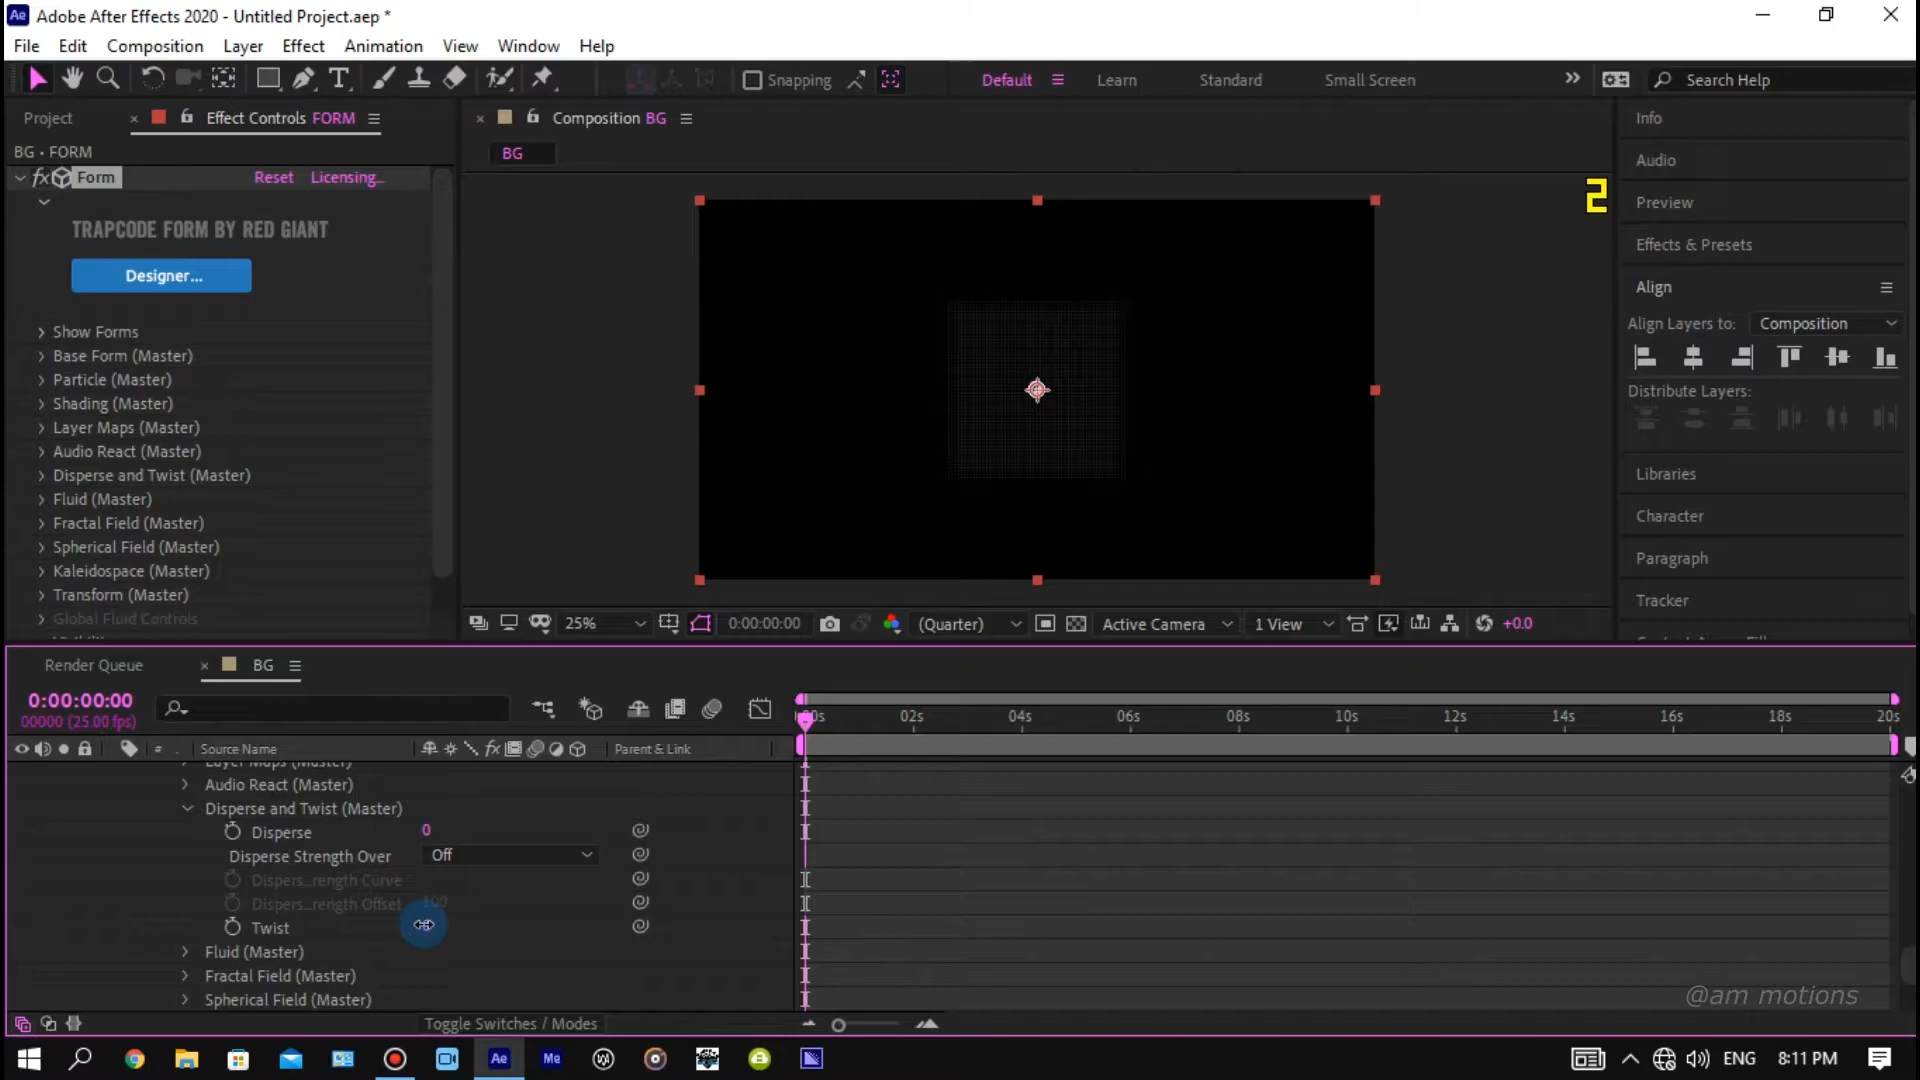 Ae Adobe After Effects 2020 - Untitled Project.aep *
File Edit Composition Layer Effect Animation View Window Help
Snapping Default Learn Standard Small Screen Search Help
Project Effect Controls FORM
Composition BG
Info
BG • FORM
BG
Audio
fx Form Reset Licensing...
2
Preview
TRAPCODE FORM BY RED GIANT
Effects & Presets
Designer...
Align
Align Layers to: Composition
Show Forms
Base Form (Master)
Particle (Master)
Shading (Master)
Layer Maps (Master)
Audio React (Master)
Disperse and Twist (Master)
Fluid (Master)
Fractal Field (Master)
Spherical Field (Master)
Kaleidospace (Master)
Transform (Master)
Global Fluid Controls
Distribute Layers:
Libraries
Character
Paragraph
Tracker
25% 0:00:00:00 (Quarter) Active Camera 1 View +0.0
Render Queue BG
0:00:00:00
00000 (25.00 fps)
02s 04s 06s 08s 10s 12s 14s 16s 18s 20s
# Source Name fx Parent & Link
Layer Maps (Master)
Audio React (Master)
Disperse and Twist (Master)
Disperse 0
Disperse Strength Over Off
Dispers...rength Curve
Dispers...rength Offset 100
Twist
Fluid (Master)
Fractal Field (Master)
Spherical Field (Master)
@am motions
Toggle Switches / Modes
Ae Me ENG 8:11 PM